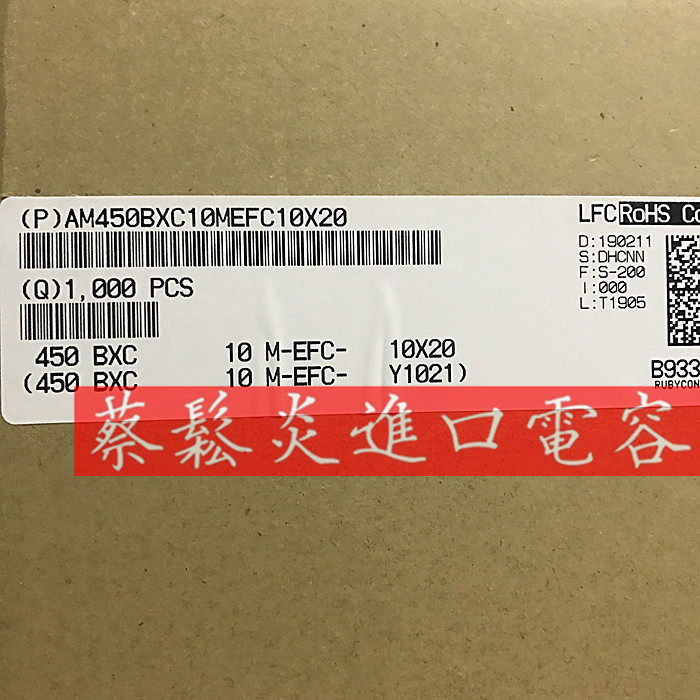 (P)AM450BXC10MEFC10X20
LFC RoHS Co
D:190211
S:DHCNN
F:S-200
I:000
L:T1905
(Q)1,000 PCS
450 BXC 10 M-EFC- 10X20
(450 BXC 10 M-EFC- Y1021)
B933
RUBYCON
蔡鬆炎進口電容